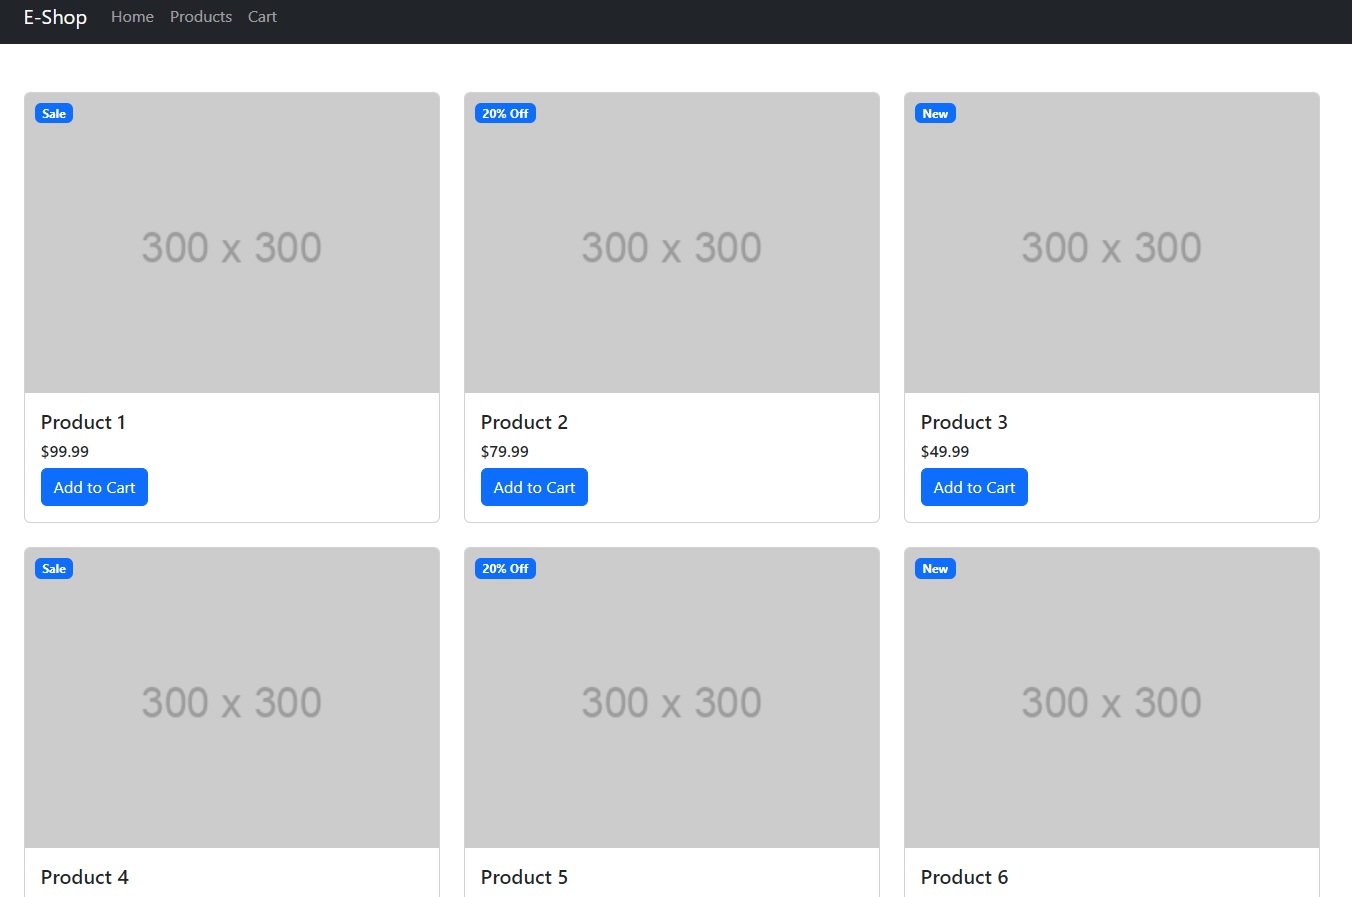 E-Shop Home Products Cart
Sale
20% Off
New
300 x 300
300 x 300
300 x 300
Product 1
$99.99
Add to Cart
Product 2
$79.99
Add to Cart
Product 3
$49.99
Add to Cart
Sale
20% Off
New
300 x 300
300 x 300
300 x 300
Product 4
Product 5
Product 6